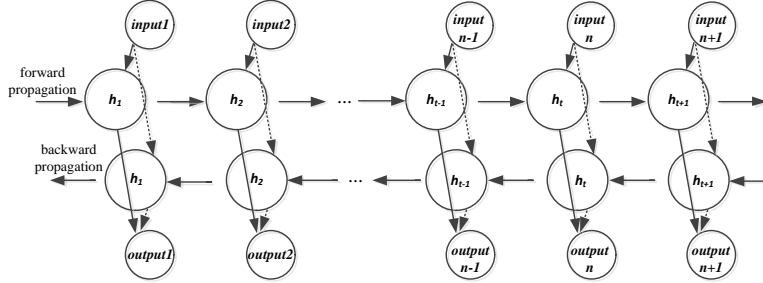 input1
input2
input
n-1
input
n
input
n+1
forward
propagation
h1
h2
...
ht-1
ht
ht+1
backward
propagation
h1
h2
...
ht-1
ht
ht+1
output1
output2
output
n-1
output
n
output
n+1